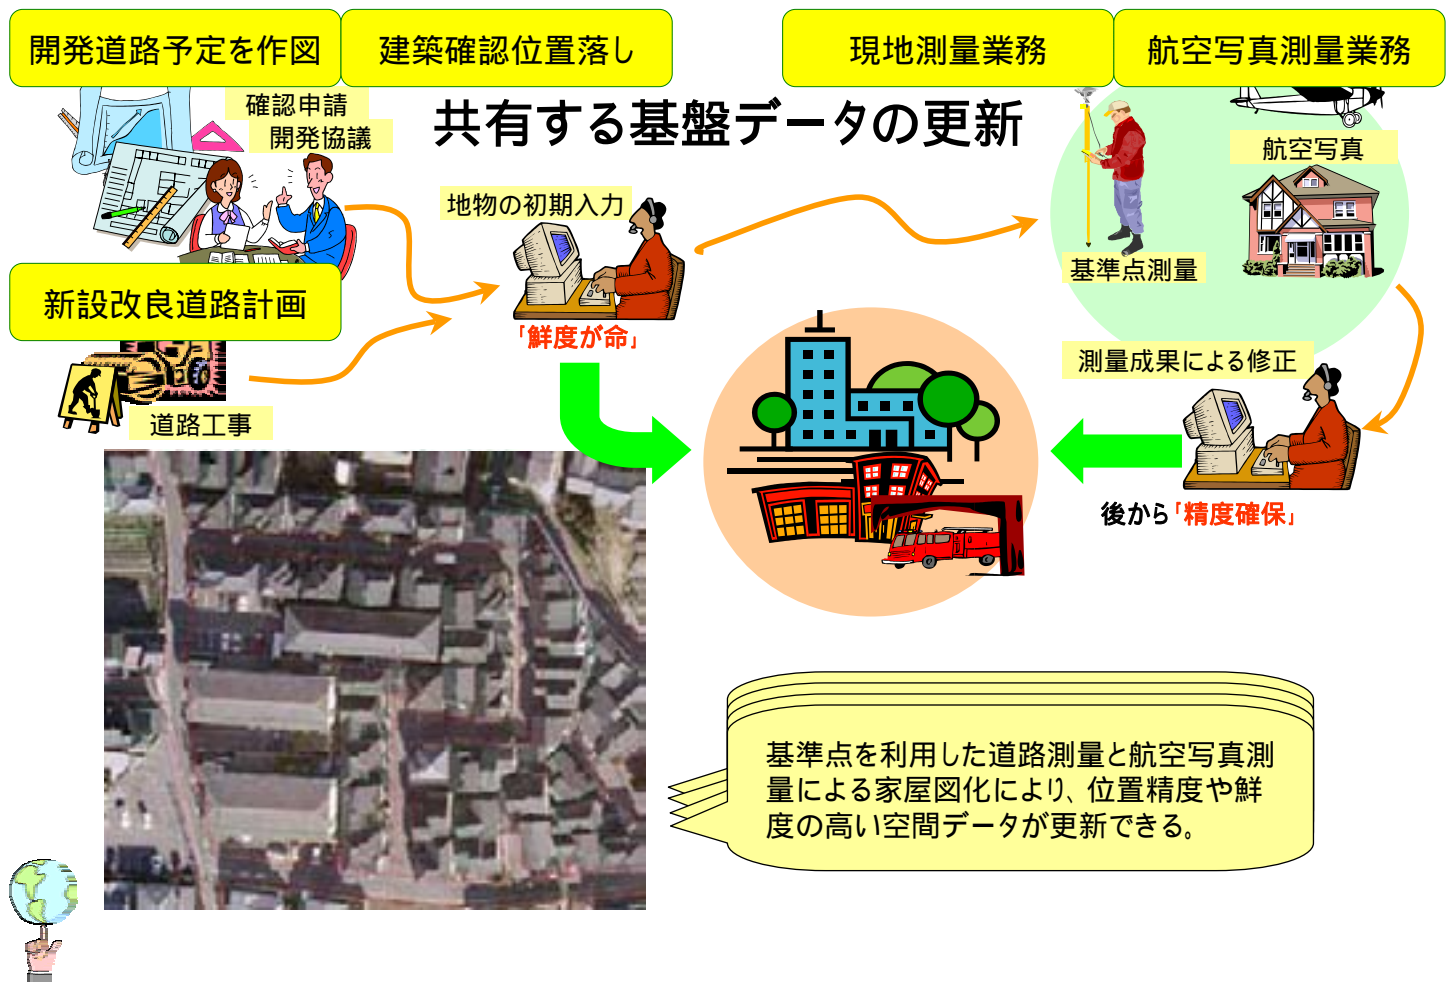 開発道路予定を作図
建築確認位置落し
現地測量業務
航空写真測量業務
確認申請
開発協議
共有する基盤データの更新
航空写真
地物の初期入力
基準点測量
新設改良道路計画
「鮮度が命」
測量成果による修正
道路工事
後から「精度確保」
基準点を利用した道路測量と航空写真測
量による家屋図化により、位置精度や鮮
度の高い空間データが更新できる。